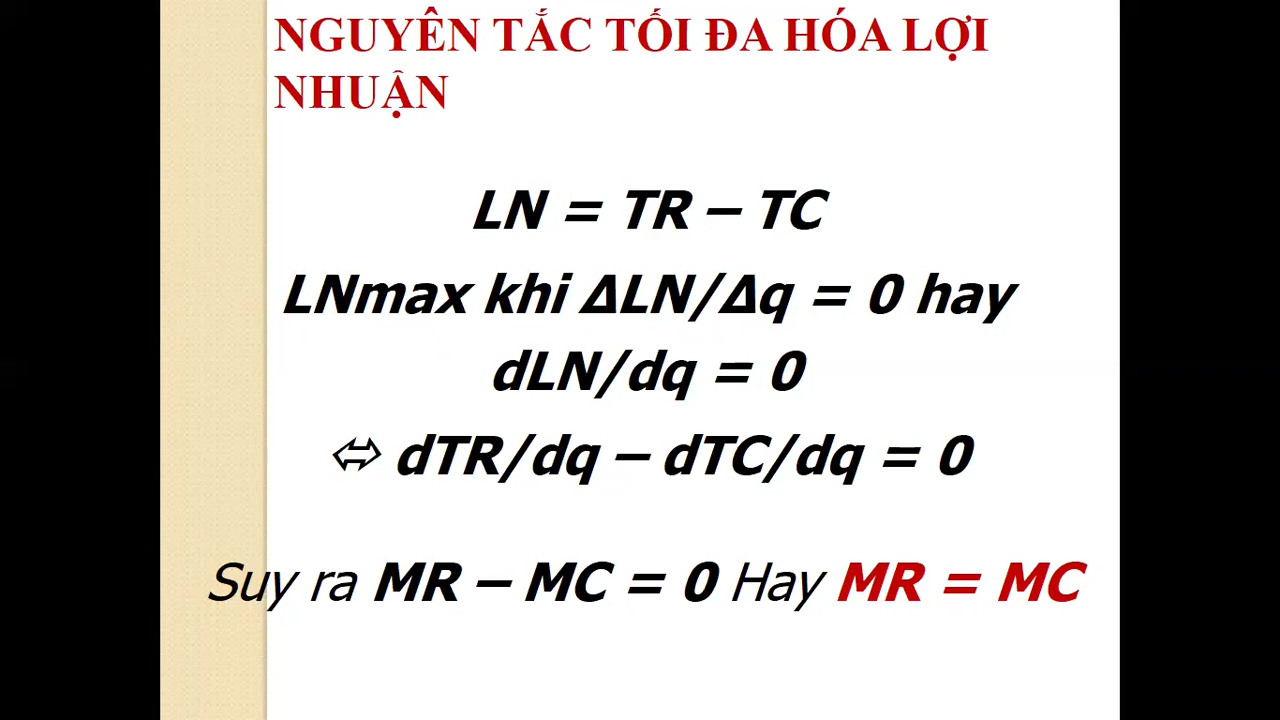 NGUYÊN TẮC TỐI ĐA HÓA LỢI
NHUẬN
LN = TR – TC
LNmax khi ΔLN/Δq = 0 hay
dLN/dq = 0
⬄ dTR/dq – dTC/dq = 0
Suy ra MR – MC = 0 Hay MR = MC